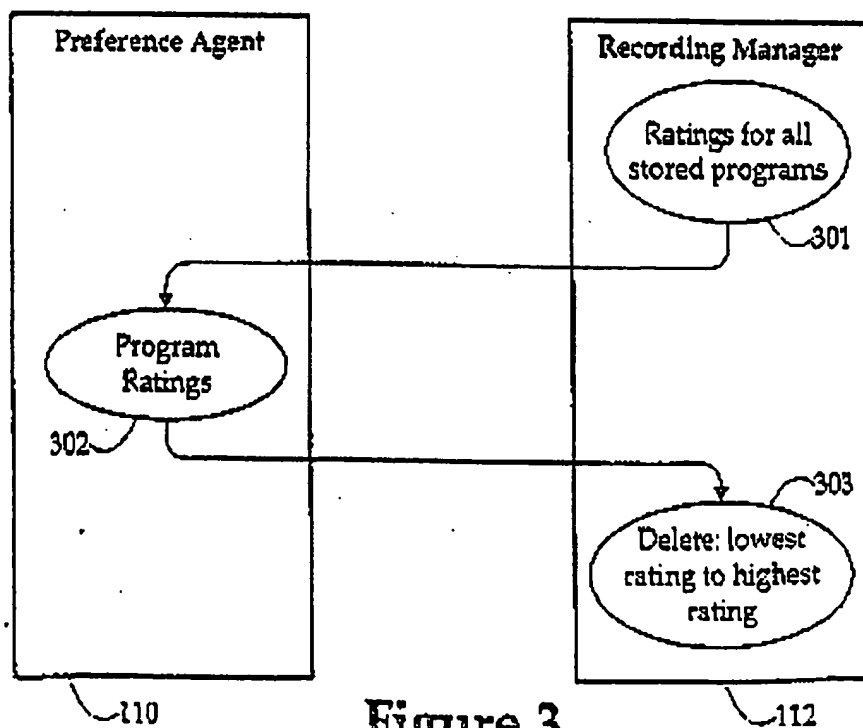 Preference Agent
Recording Manager
Ratings for all
stored programs
301
Program
Ratings
302
303
Delete: lowest
rating to highest
rating
110
112
Figure 3